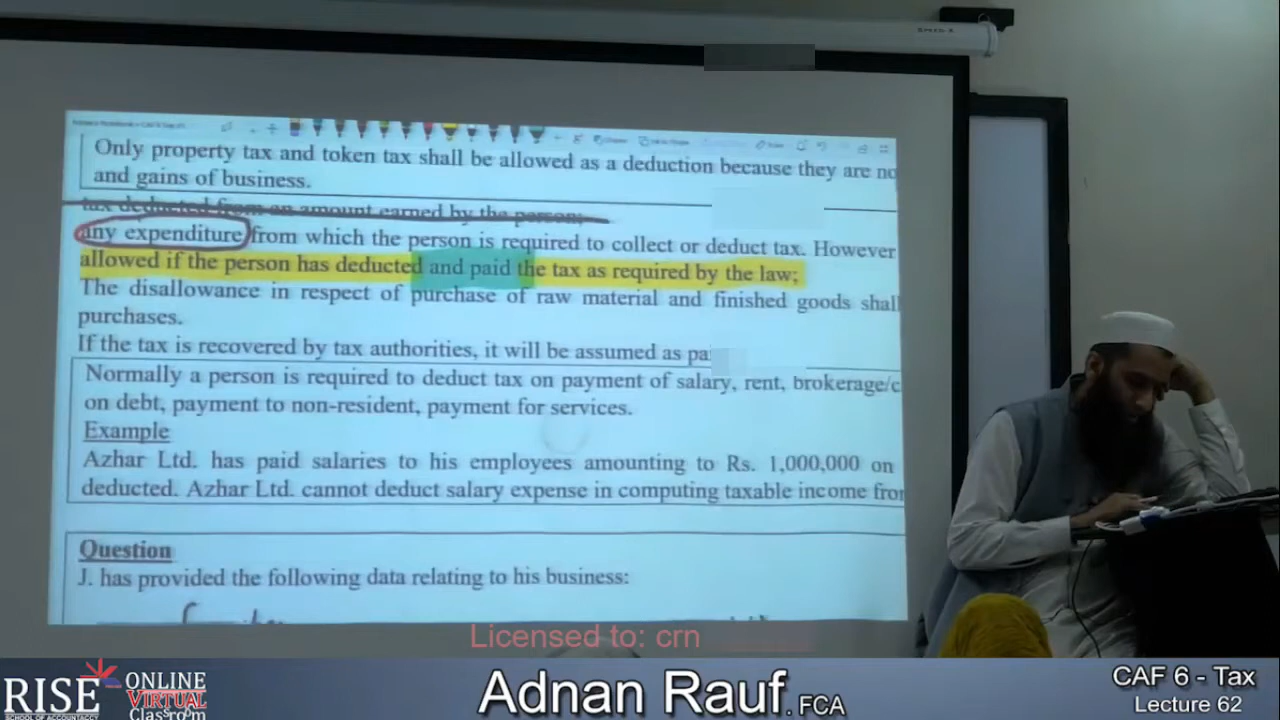 Only property tax and token tax shall be allowed as a deduction because they are no
and gains of business.
tax deducted from an amount earned by the person;
any expenditure from which the person is required to collect or deduct tax. However
allowed if the person has deducted and paid the tax as required by the law;
The disallowance in respect of purchase of raw material and finished goods shall
purchases.
If the tax is recovered by tax authorities, it will be assumed as pa
Normally a person is required to deduct tax on payment of salary, rent, brokerage/c
on debt, payment to non-resident, payment for services.
Example
Azhar Ltd. has paid salaries to his employees amounting to Rs. 1,000,000 on
deducted. Azhar Ltd. cannot deduct salary expense in computing taxable income from
Question
J. has provided the following data relating to his business:
Licensed to: crn
RISE
SCHOOL OF ACCOUNTANCY
ONLINE
VIRTUAL
Classroom
Adnan Rauf. FCA
CAF 6 - Tax
Lecture 62